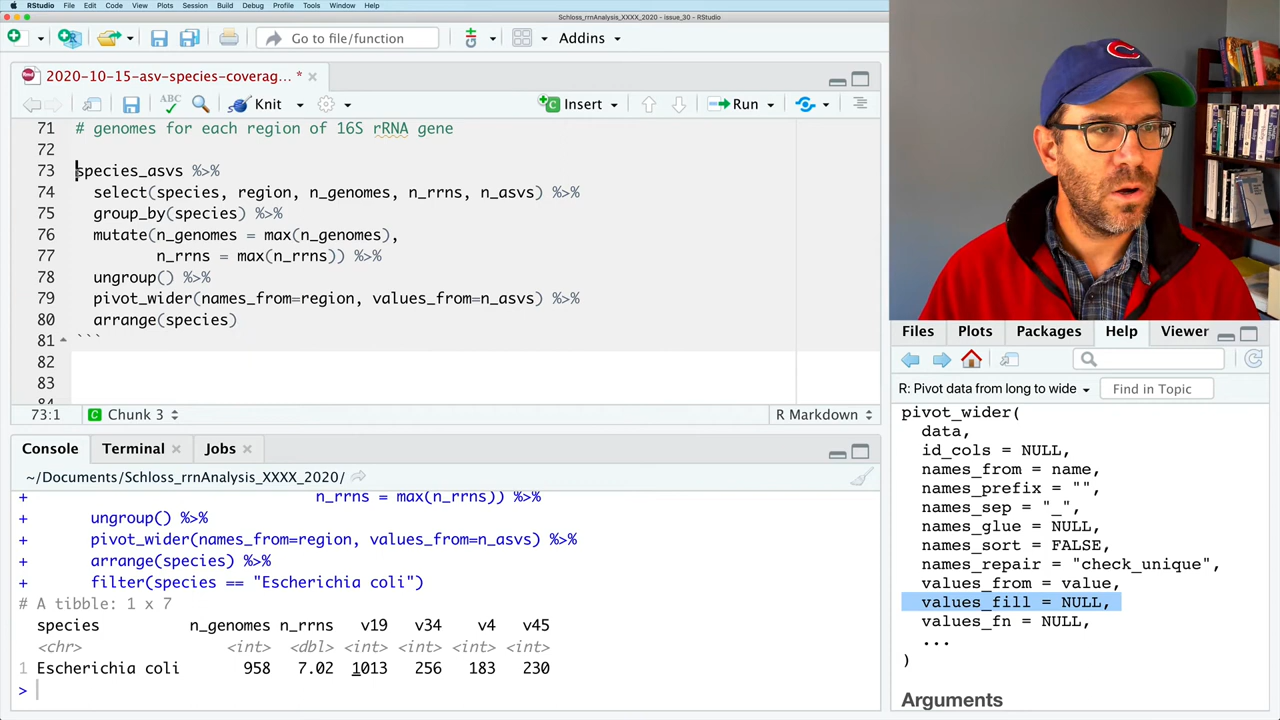 RStudio File Edit Code View Plots Session Build Debug Profile Tools Window Help
Schloss_rrnAnalysis_XXXX_2020 - issue_30 - RStudio
Go to file/function Addins
2020-10-15-asv-species-coverag... *
ABC Knit Insert Run
71 # genomes for each region of 16S rRNA gene
72
73 species_asvs %>%
74 select(species, region, n_genomes, n_rrns, n_asvs) %>%
75 group_by(species) %>%
76 mutate(n_genomes = max(n_genomes),
77 n_rrns = max(n_rrns)) %>%
78 ungroup() %>%
79 pivot_wider(names_from=region, values_from=n_asvs) %>%
80 arrange(species)
81 ```
82
83
84
73:1 C Chunk 3 R Markdown
Console Terminal Jobs
~/Documents/Schloss_rrnAnalysis_XXXX_2020/
+ n_rrns = max(n_rrns)) %>%
+ ungroup() %>%
+ pivot_wider(names_from=region, values_from=n_asvs) %>%
+ arrange(species) %>%
+ filter(species == "Escherichia coli")
# A tibble: 1 x 7
species n_genomes n_rrns v19 v34 v4 v45
<chr> <int> <dbl> <int> <int> <int> <int>
1 Escherichia coli 958 7.02 1013 256 183 230
>
C
Files Plots Packages Help Viewer
R: Pivot data from long to wide Find in Topic
pivot_wider(
data,
id_cols = NULL,
names_from = name,
names_prefix = "",
names_sep = "_",
names_glue = NULL,
names_sort = FALSE,
names_repair = "check_unique",
values_from = value,
values_fill = NULL,
values_fn = NULL,
...
)
Arguments